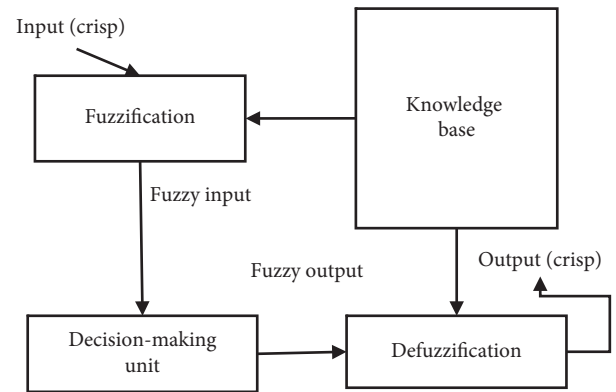 Input (crisp)
Fuzzification
Knowledge
base
Fuzzy input
Fuzzy output
Output (crisp)
Decision-making
unit
Defuzzification